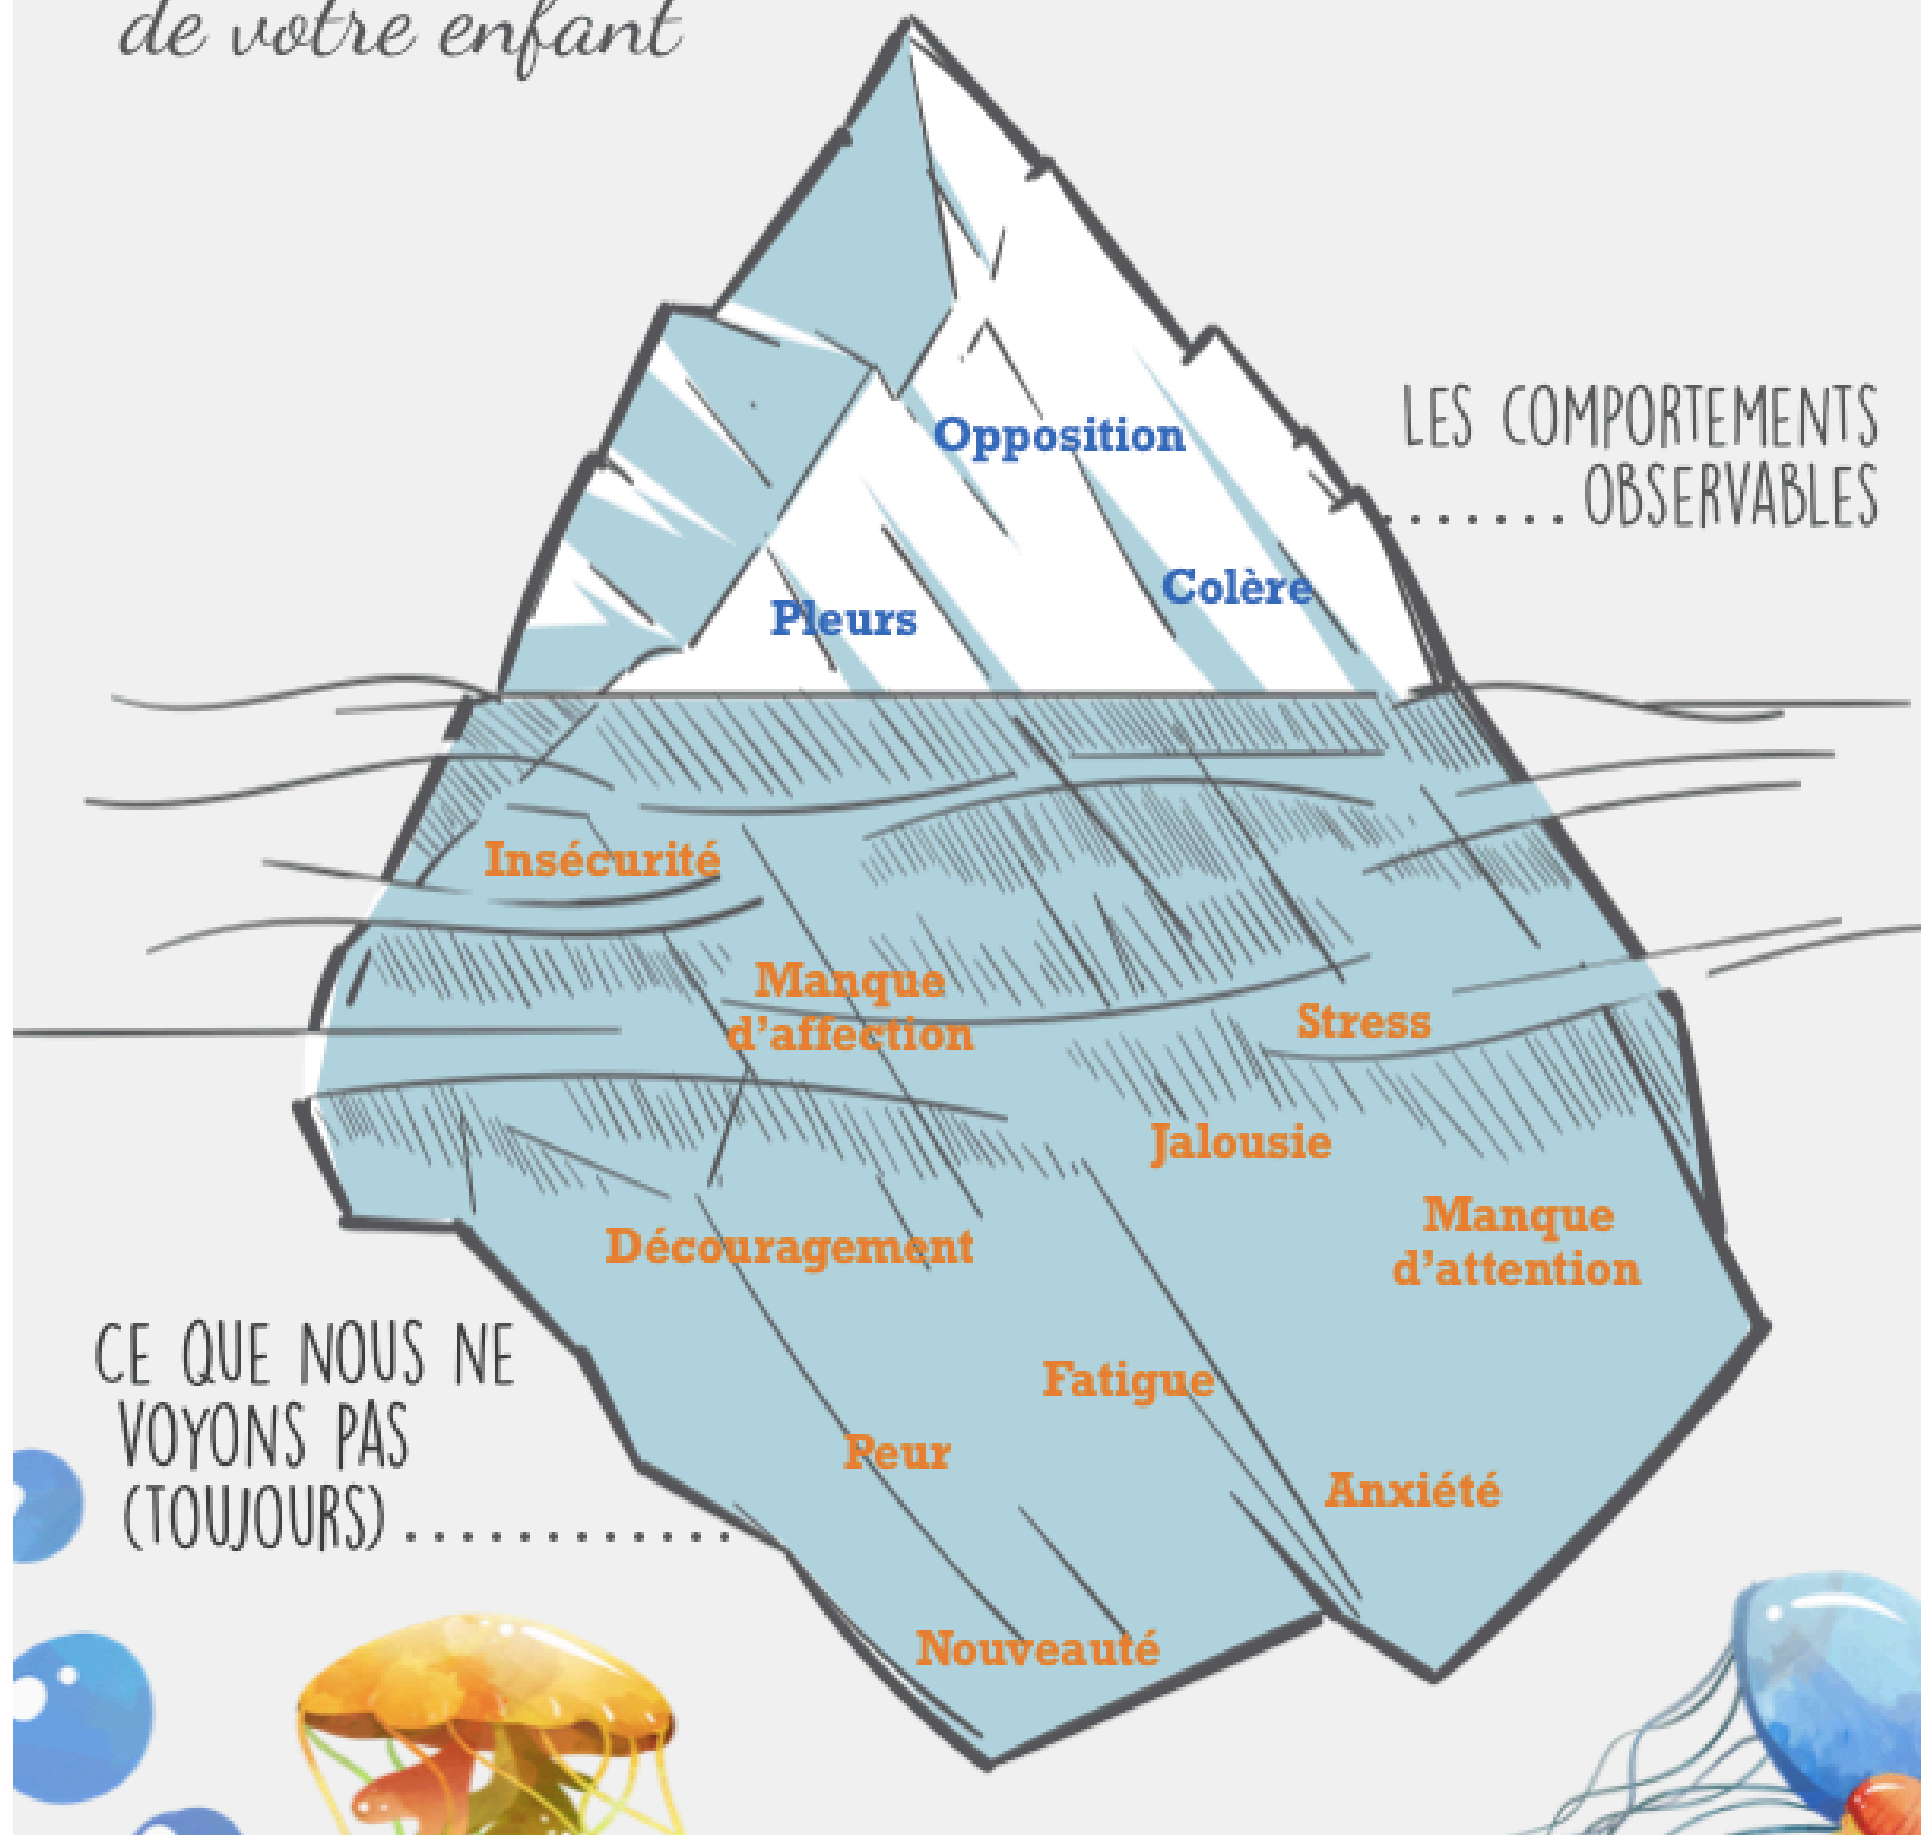 de votre enfant
LES COMPORTEMENTS
....... OBSERVABLES
Opposition
Colère
Pleurs
Insécurité
Manque
d'affection
Stress
Jalousie
Manque
d'attention
Découragement
CE QUE NOUS NE
VOYONS PAS
(TOUJOURS) ............
Fatigue
Peur
Anxiété
Nouveauté